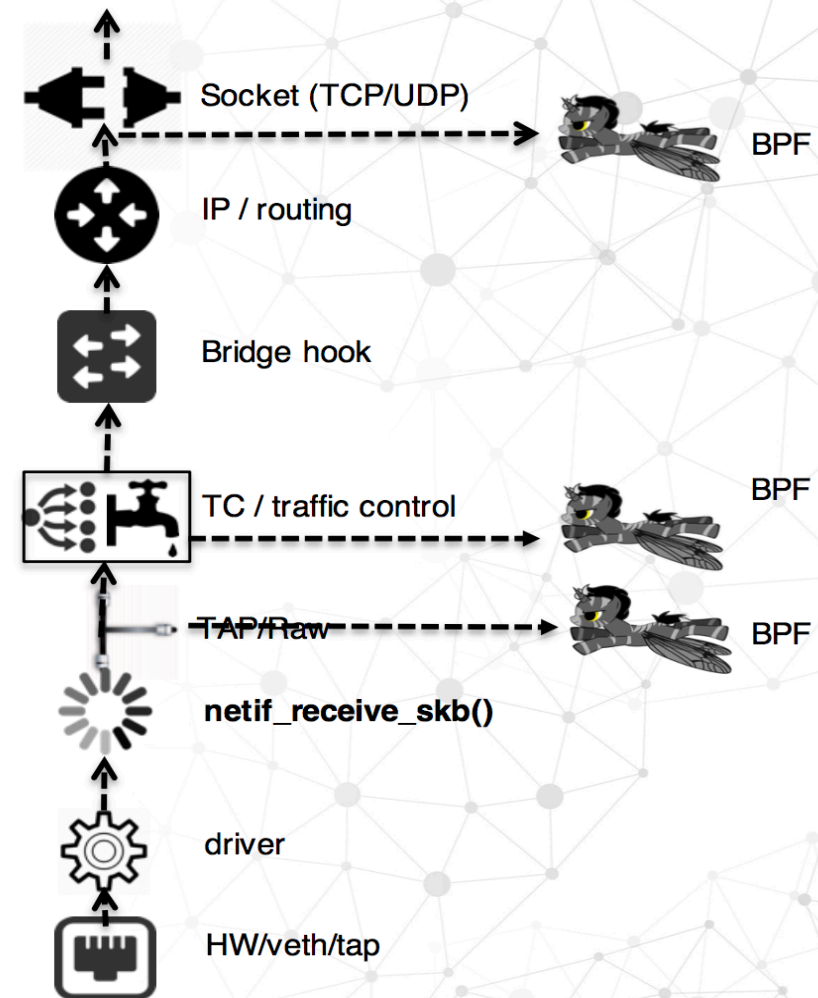 Socket (TCP/UDP)
BPF
IP / routing
Bridge hook
TC / traffic control
BPF
TAP/Raw
BPF
netif_receive_skb()
driver
HW/veth/tap